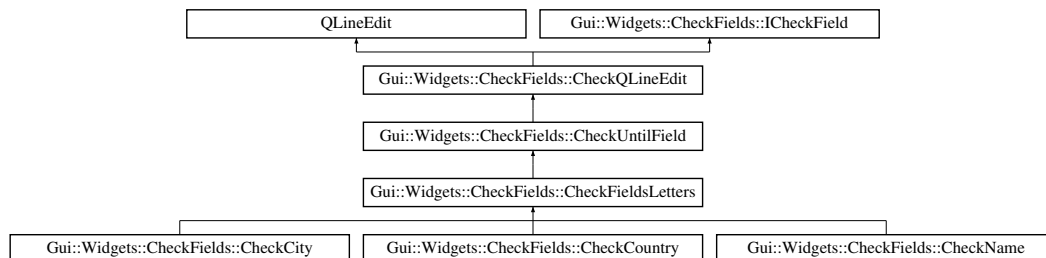 QLineEdit
Gui::Widgets::CheckFields::ICheckField
Gui::Widgets::CheckFields::CheckQLineEdit
Gui::Widgets::CheckFields::CheckUntilField
Gui::Widgets::CheckFields::CheckFieldsLetters
Gui::Widgets::CheckFields::CheckCity
Gui::Widgets::CheckFields::CheckCountry
Gui::Widgets::CheckFields::CheckName